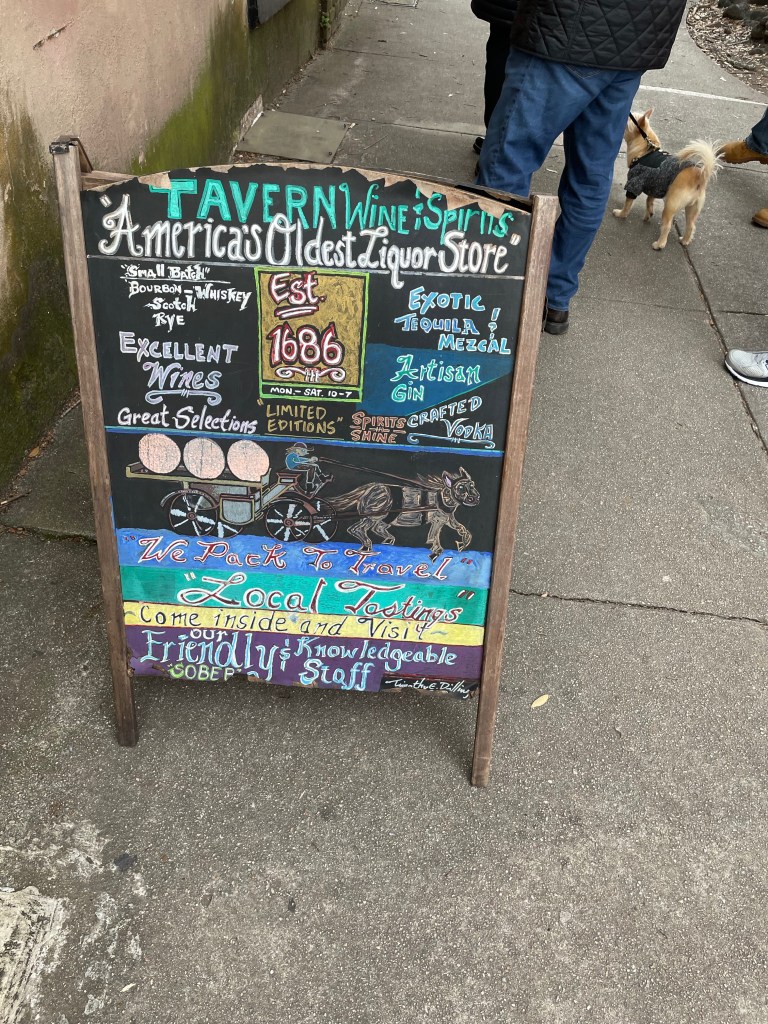 TAVERN Wine & Spirits
"America's Oldest Liquor Store"
"Small Batch"
Bourbon-Whiskey
Scotch
Rye
Excellent
Wines
Great Selections
Est.
1686
Mon.-Sat. 10-7
"Limited
Editions"
Exotic
Tequila &
Mezcal
Artisan
Gin
Spirits
Shine
Crafted
Vodka
"We Pack To Travel"
"Local Tastings"
~Come inside and Visit~
our
Friendly & Knowledgeable
"SOBER" Staff